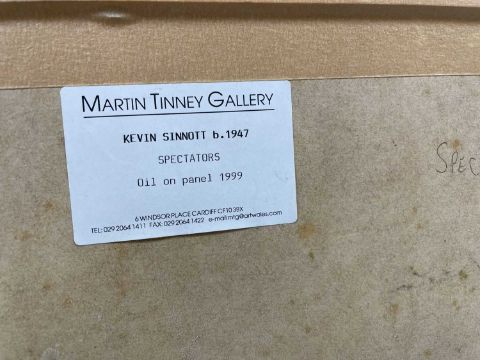 MARTIN TINNEY GALLERY
KEVIN SINNOTT b.1947
SPECTATORS
Oil on panel 1999
6 WINDSOR PLACE CARDIFF CF10 3BX
TEL: 029 2064 1411 FAX: 029 2064 1422 e-mail:mtg@artwales.com
SPEC